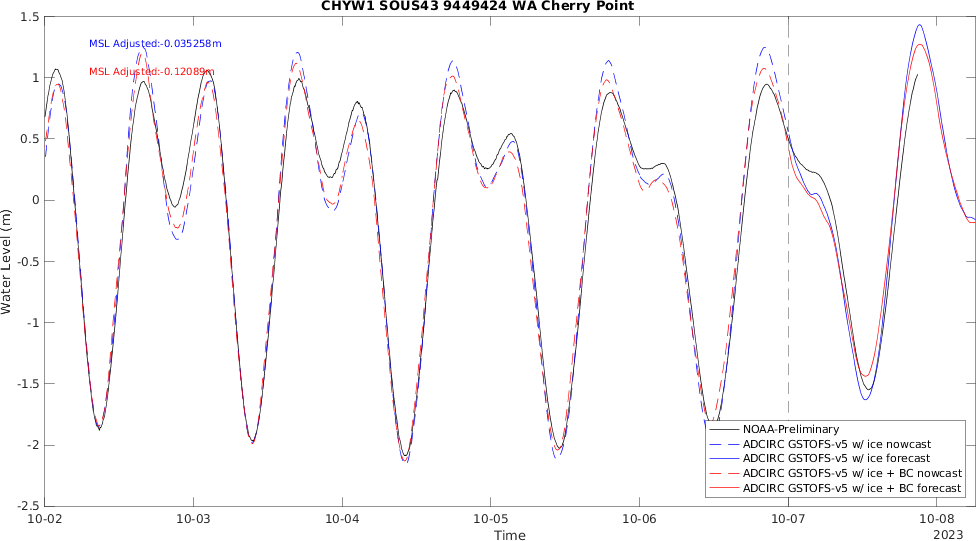 CHYW1 SOUS43 9449424 WA Cherry Point
MSL Adjusted:-0.035258m
MSL Adjusted:-0.12089m
1.5
1
0.5
0
-0.5
-1
-1.5
-2
-2.5
Water Level (m)
NOAA-Preliminary
ADCIRC GSTOFS-v5 w/ ice nowcast
ADCIRC GSTOFS-v5 w/ ice forecast
ADCIRC GSTOFS-v5 w/ ice + BC nowcast
ADCIRC GSTOFS-v5 w/ ice + BC forecast
10-02 10-03 10-04 10-05 10-06 10-07 10-08
Time
2023